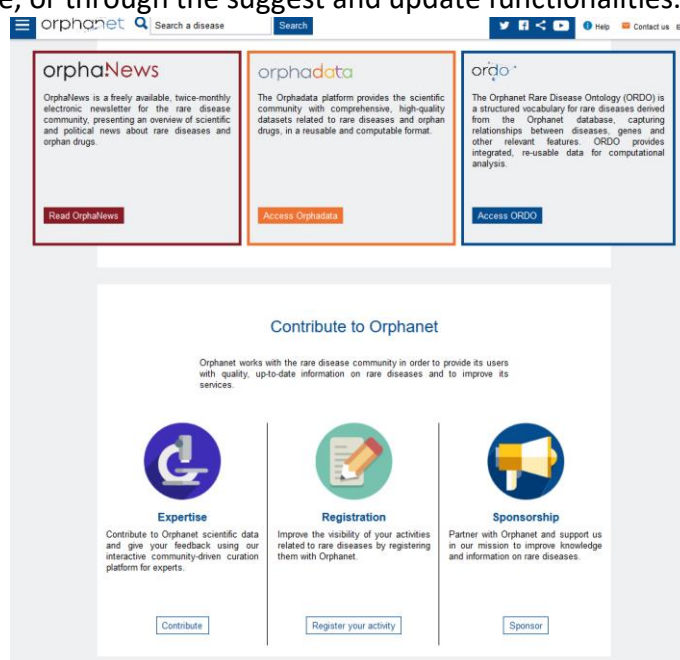 e, or through the suggest and update functionalities.
orphanet Search a disease Search Help Contact us
orphaNews
OrphaNews is a freely available, twice-monthly
electronic newsletter for the rare disease
community, presenting an overview of scientific
and political news about rare diseases and
orphan drugs.
Read OrphaNews
orphadata
The Orphadata platform provides the scientific
community with comprehensive, high-quality
datasets related to rare diseases and orphan
drugs, in a reusable and computable format.
Access Orphadata
ordo
The Orphanet Rare Disease Ontology (ORDO) is
a structured vocabulary for rare diseases derived
from the Orphanet database, capturing
relationships between diseases, genes and
other relevant features. ORDO provides
integrated, re-usable data for computational
analysis.
Access ORDO
Contribute to Orphanet
Orphanet works with the rare disease community in order to provide its users
with quality, up-to-date information on rare diseases and to improve its
services.
Expertise
Contribute to Orphanet scientific data
and give your feedback using our
interactive community-driven curation
platform for experts.
Contribute
Registration
Improve the visibility of your activities
related to rare diseases by registering
them with Orphanet.
Register your activity
Sponsorship
Partner with Orphanet and support us
in our mission to improve knowledge
and information on rare diseases.
Sponsor